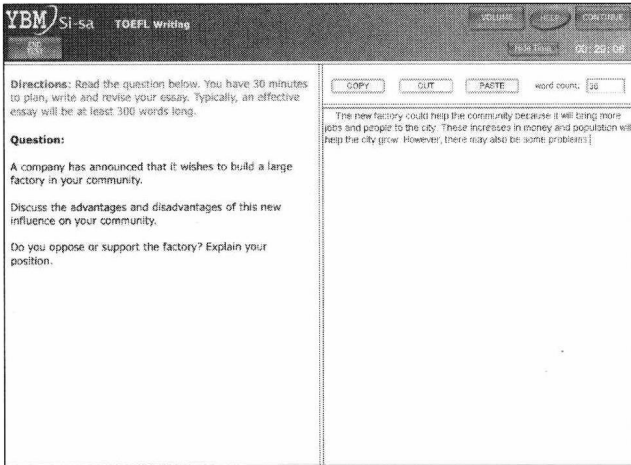 YBM Si-sa TOEFL Writing
VOLUME HELP CONTINUE
Hide Time 00:29:06
Directions: Read the question below. You have 30 minutes
to plan, write and revise your essay. Typically, an effective
essay will be at least 300 words long.
Question:
A company has announced that it wishes to build a large
factory in your community.
Discuss the advantages and disadvantages of this new
influence on your community.
Do you oppose or support the factory? Explain your
position.
COPY CUT PASTE word count:
The new factory could help the community because it will bring more
jobs and people to the city. These increases in money and population will
help the city grow. However, there may also be some problems